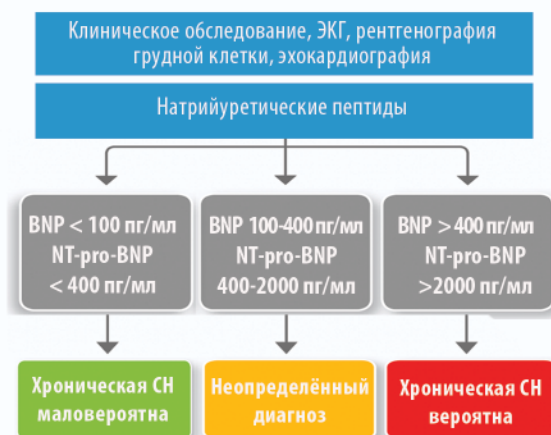 Клиническое обследование, ЭКГ, рентгенография
грудной клетки, эхокардиография
Натрийуретические пептиды
BNP < 100 пг/мл
NT-pro-BNP
< 400 пг/мл
BNP 100-400 пг/мл
NT-pro-BNP
400-2000 пг/мл
BNP > 400 пг/мл
NT-pro-BNP
>2000 пг/мл
Хроническая СН
маловероятна
Неопределённый
диагноз
Хроническая СН
вероятна